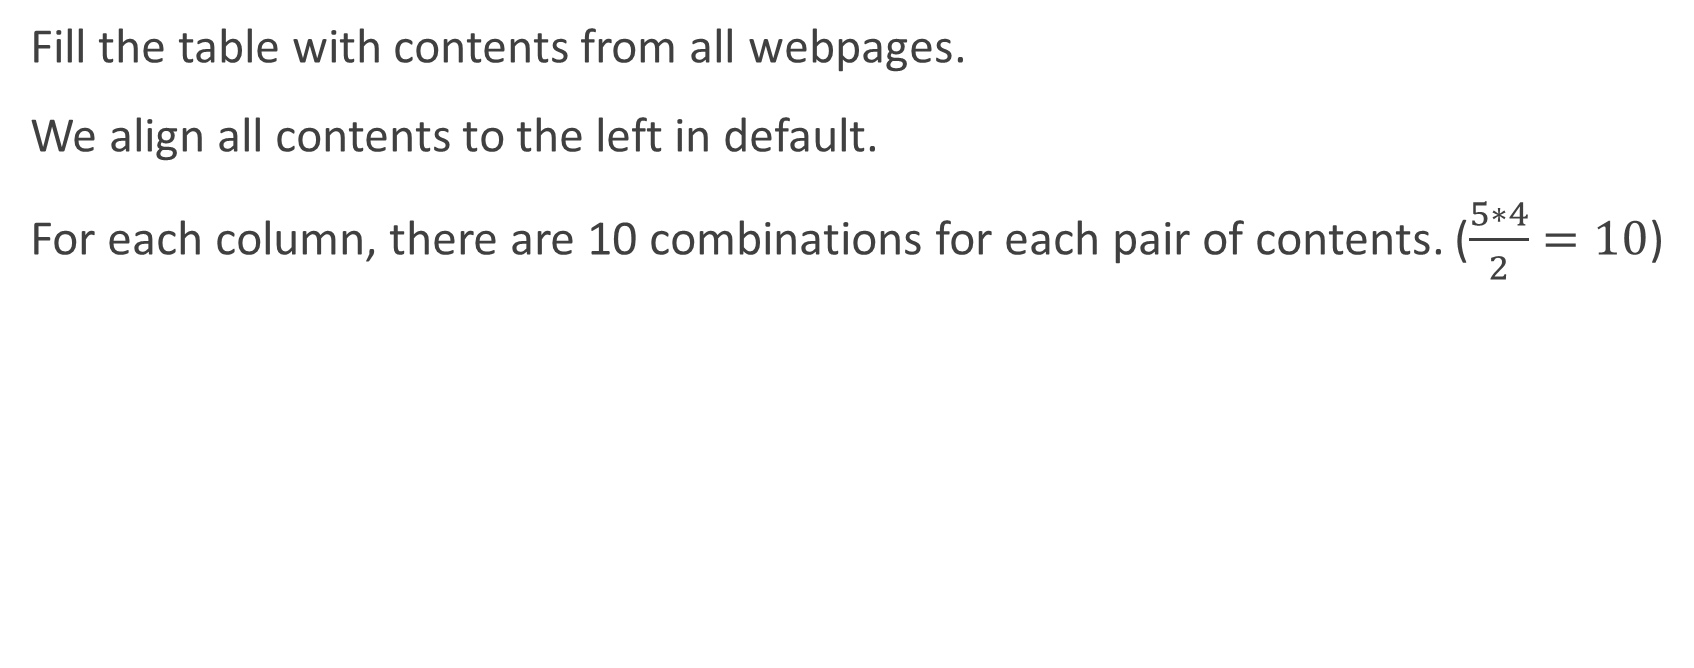 Fill the table with contents from all webpages.
We align all contents to the left in default.
For each column, there are 10 combinations for each pair of contents. (5*4/2 = 10)